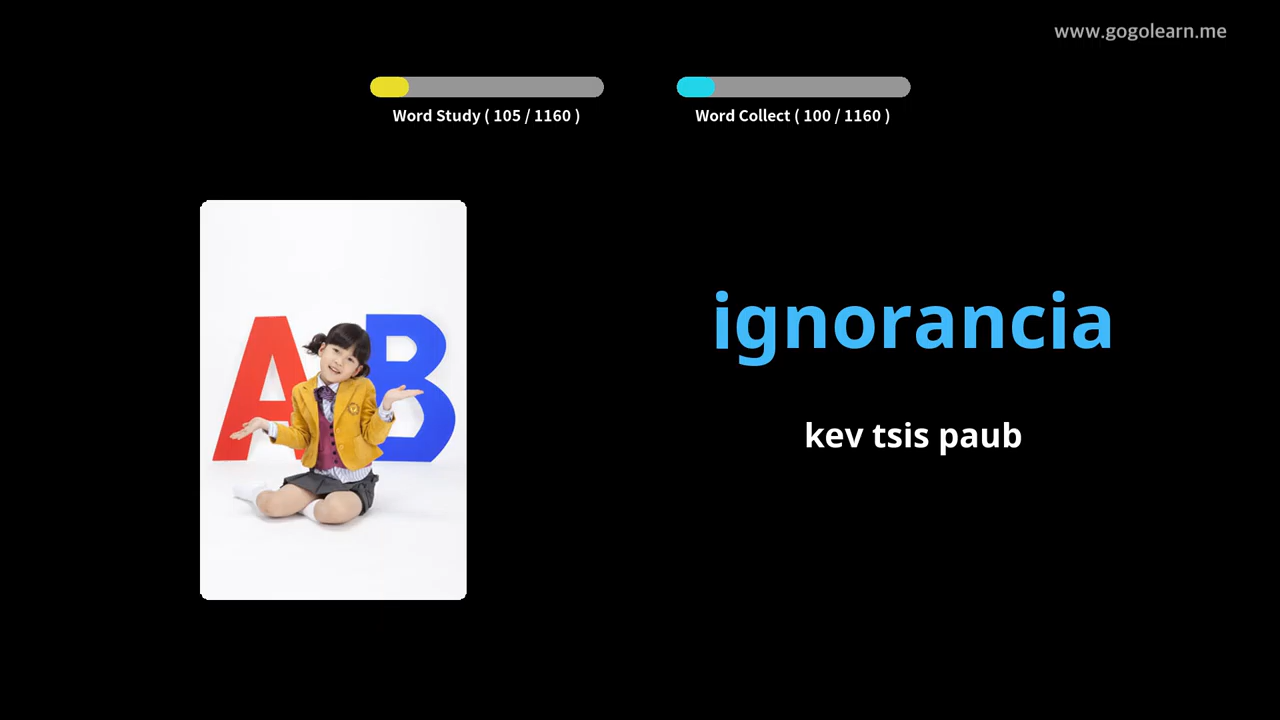 www.gogolearn.me
Word Study ( 105 / 1160 )
Word Collect ( 100 / 1160 )
A B
ignorancia
kev tsis paub